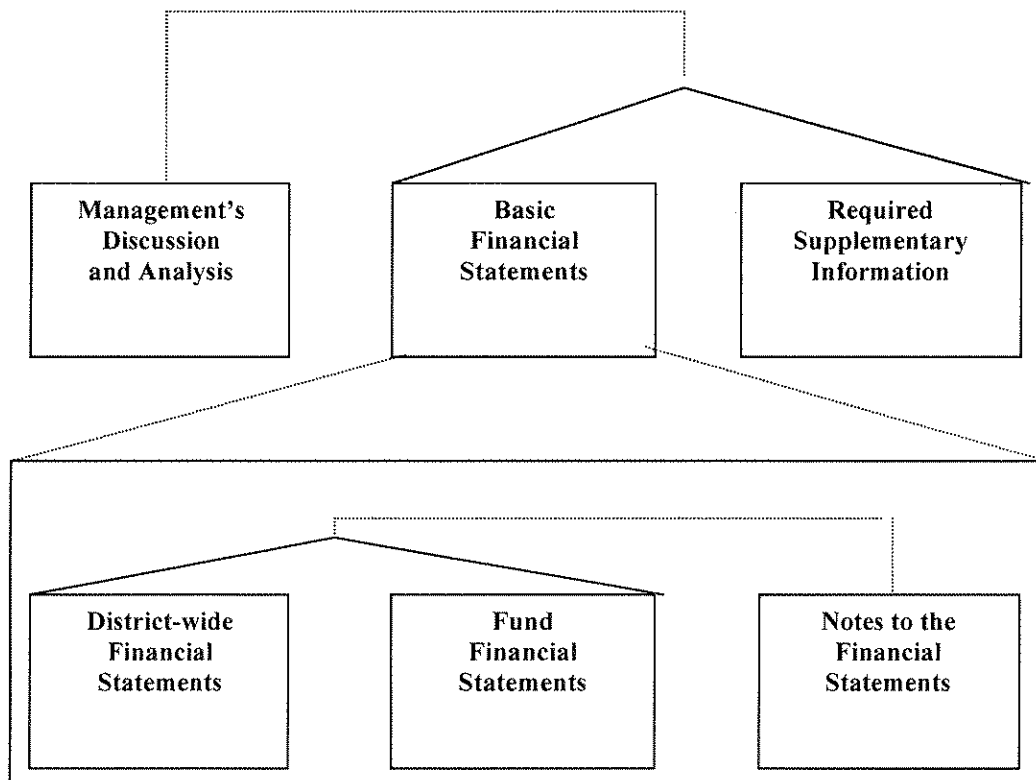 Management's
Discussion
and Analysis
Basic
Financial
Statements
Required
Supplementary
Information
District-wide
Financial
Statements
Fund
Financial
Statements
Notes to the
Financial
Statements